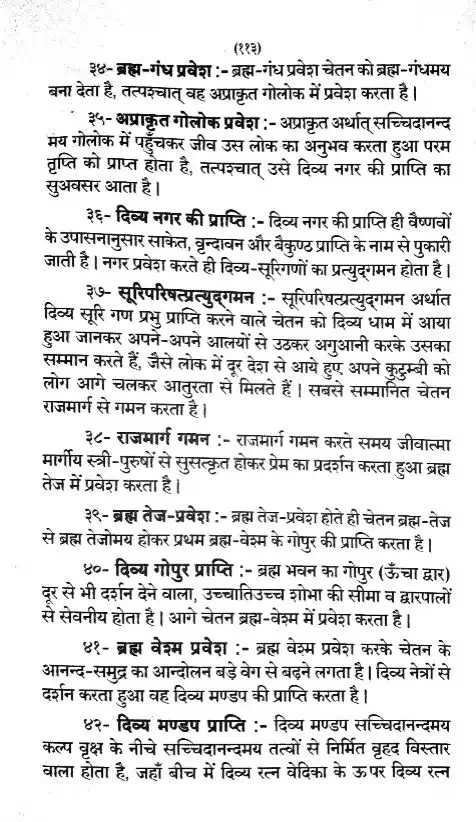 (११३)
३४- ब्रह्म-गंध प्रवेश :- ब्रह्म-गंध प्रवेश चेतन को ब्रह्म-गंधमय
बना देता है, तत्पश्चात् वह अप्राकृत गोलोक में प्रवेश करता है।
३५- अप्राकृत गोलोक प्रवेश :- अप्राकृत अर्थात् सच्चिदानन्द
मय गोलोक में पहुँचकर जीव उस लोक का अनुभव करता हुआ परम
तृप्ति को प्राप्त होता है, तत्पश्चात् उसे दिव्य नगर की प्राप्ति का
सुअवसर आता है।
३६- दिव्य नगर की प्राप्ति :- दिव्य नगर की प्राप्ति ही वैष्णवों
के उपासनानुसार साकेत, वृन्दावन और बैकुण्ठ प्राप्ति के नाम से पुकारी
जाती है। नगर प्रवेश करते ही दिव्य-सूरिगणों का प्रत्युद्गमन होता है।
३७- सूरिपरिषत्प्रत्युद्गमन :- सूरिपरिषत्प्रत्युद्गमन अर्थात
दिव्य सूरि गण प्रभु प्राप्ति करने वाले चेतन को दिव्य धाम में आया
हुआ जानकर अपने-अपने आलयों से उठकर अगुआनी करके उसका
सम्मान करते हैं, जैसे लोक में दूर देश से आये हुए अपने कुटुम्बी को
लोग आगे चलकर आतुरता से मिलते हैं। सबसे सम्मानित चेतन
राजमार्ग से गमन करता है।
३८- राजमार्ग गमन :- राजमार्ग गमन करते समय जीवात्मा
मार्गीय स्त्री-पुरुषों से सुसत्कृत होकर प्रेम का प्रदर्शन करता हुआ ब्रह्म
तेज में प्रवेश करता है।
३९- ब्रह्म तेज-प्रवेश :- ब्रह्म तेज-प्रवेश होते ही चेतन ब्रह्म-तेज
से ब्रह्म तेजोमय होकर प्रथम ब्रह्म-वेश्म के गोपुर की प्राप्ति करता है।
४०- दिव्य गोपुर प्राप्ति :- ब्रह्म भवन का गोपुर (ऊँचा द्वार)
दूर से भी दर्शन देने वाला, उच्चातिउच्च शोभा की सीमा व द्वारपालों
से सेवनीय होता है। आगे चेतन ब्रह्म-वेश्म में प्रवेश करता है।
४१- ब्रह्म वेश्म प्रवेश :- ब्रह्म वेश्म प्रवेश करके चेतन के
आनन्द-समुद्र का आन्दोलन बड़े वेग से बढ़ने लगता है। दिव्य नेत्रों से
दर्शन करता हुआ वह दिव्य मण्डप की प्राप्ति करता है।
४२- दिव्य मण्डप प्राप्ति :- दिव्य मण्डप सच्चिदानन्दमय
कल्प वृक्ष के नीचे सच्चिदानन्दमय तत्वों से निर्मित वृहद विस्तार
वाला होता है, जहाँ बीच में दिव्य रत्न वेदिका के ऊपर दिव्य रत्न